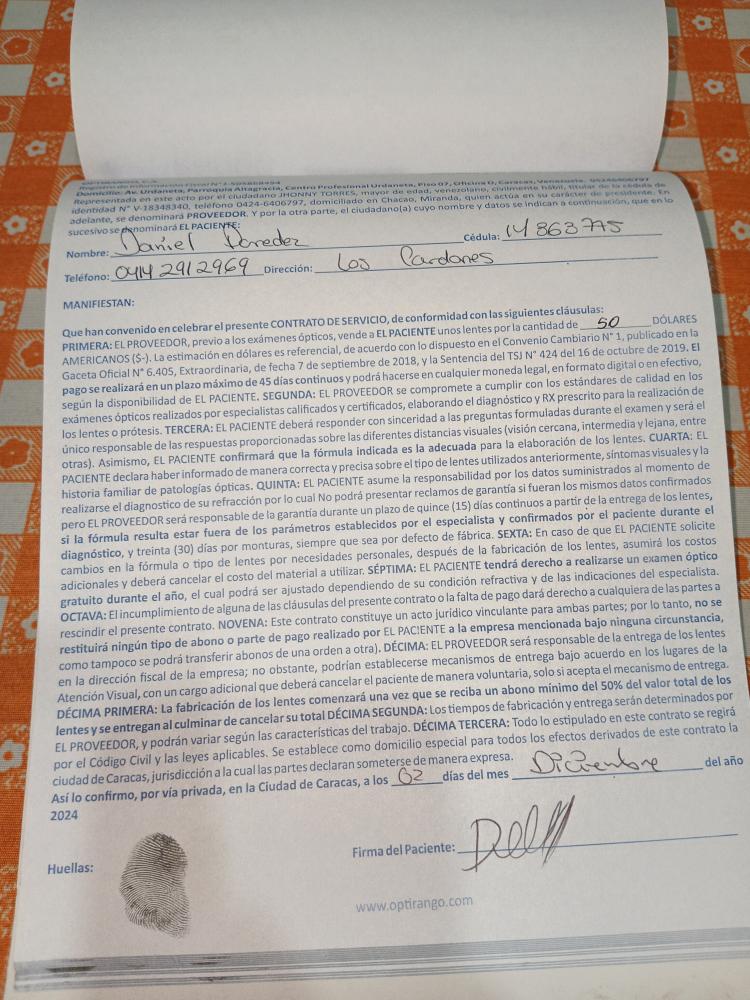 Domicilio: Av. Urdaneta, Parroquia Altagracia, Centro Profesional Urdaneta, Piso 07, Oficina D, Caracas, Venezuela.
Representada en este acto por el ciudadano JHONNY TORRES, mayor de edad, venezolano, civilmente hábil, titular de la cédula de
identidad N° V-18348340, teléfono 0424-6406797, domiciliado en Chacao, Miranda, quien actúa en su carácter de presidente. En
adelante, se denominará PROVEEDOR. Y por la otra parte, el ciudadano(a) cuyo nombre y datos se indican a continuación, que en lo
sucesivo se denominará EL PACIENTE:
Nombre: Daniel Paredez Cédula: 14 863 775
Teléfono: 0414 2912969 Dirección: Los Cardones
MANIFIESTAN:
Que han convenido en celebrar el presente CONTRATO DE SERVICIO, de conformidad con las siguientes cláusulas:
PRIMERA: EL PROVEEDOR, previo a los exámenes ópticos, vende a EL PACIENTE unos lentes por la cantidad de 50 DÓLARES
AMERICANOS ($-). La estimación en dólares es referencial, de acuerdo con lo dispuesto en el Convenio Cambiario N° 1, publicado en la
Gaceta Oficial N° 6.405, Extraordinaria, de fecha 7 de septiembre de 2018, y la Sentencia del TSJ N° 424 del 16 de octubre de 2019. El
pago se realizará en un plazo máximo de 45 días continuos y podrá hacerse en cualquier moneda legal, en formato digital o en efectivo,
según la disponibilidad de EL PACIENTE. SEGUNDA: EL PROVEEDOR se compromete a cumplir con los estándares de calidad en los
exámenes ópticos realizados por especialistas calificados y certificados, elaborando el diagnóstico y RX prescrito para la realización de
los lentes o prótesis. TERCERA: EL PACIENTE deberá responder con sinceridad a las preguntas formuladas durante el examen y será el
único responsable de las respuestas proporcionadas sobre las diferentes distancias visuales (visión cercana, intermedia y lejana, entre
otras). Asimismo, EL PACIENTE confirmará que la fórmula indicada es la adecuada para la elaboración de los lentes. CUARTA: EL
PACIENTE declara haber informado de manera correcta y precisa sobre el tipo de lentes utilizados anteriormente, síntomas visuales y la
historia familiar de patologías ópticas. QUINTA: EL PACIENTE asume la responsabilidad por los datos suministrados al momento de
realizarse el diagnostico de su refracción por lo cual No podrá presentar reclamos de garantía si fueran los mismos datos confirmados
pero EL PROVEEDOR será responsable de la garantía durante un plazo de quince (15) días continuos a partir de la entrega de los lentes,
si la fórmula resulta estar fuera de los parámetros establecidos por el especialista y confirmados por el paciente durante el
diagnóstico, y treinta (30) días por monturas, siempre que sea por defecto de fábrica. SEXTA: En caso de que EL PACIENTE solicite
cambios en la fórmula o tipo de lentes por necesidades personales, después de la fabricación de los lentes, asumirá los costos
adicionales y deberá cancelar el costo del material a utilizar. SÉPTIMA: EL PACIENTE tendrá derecho a realizarse un examen óptico
gratuito durante el año, el cual podrá ser ajustado dependiendo de su condición refractiva y de las indicaciones del especialista.
OCTAVA: El incumplimiento de alguna de las cláusulas del presente contrato o la falta de pago dará derecho a cualquiera de las partes a
rescindir el presente contrato. NOVENA: Este contrato constituye un acto jurídico vinculante para ambas partes; por lo tanto, no se
restituirá ningún tipo de abono o parte de pago realizado por EL PACIENTE a la empresa mencionada bajo ninguna circunstancia,
como tampoco se podrá transferir abonos de una orden a otra). DÉCIMA: EL PROVEEDOR será responsable de la entrega de los lentes
en la dirección fiscal de la empresa; no obstante, podrían establecerse mecanismos de entrega bajo acuerdo en los lugares de la
Atención Visual, con un cargo adicional que deberá cancelar el paciente de manera voluntaria, solo si acepta el mecanismo de entrega.
DÉCIMA PRIMERA: La fabricación de los lentes comenzará una vez que se reciba un abono mínimo del 50% del valor total de los
lentes y se entregan al culminar de cancelar su total DÉCIMA SEGUNDA: Los tiempos de fabricación y entrega serán determinados por
EL PROVEEDOR, y podrán variar según las características del trabajo. DÉCIMA TERCERA: Todo lo estipulado en este contrato se regirá
por el Código Civil y las leyes aplicables. Se establece como domicilio especial para todos los efectos derivados de este contrato la
ciudad de Caracas, jurisdicción a la cual las partes declaran someterse de manera expresa.
Así lo confirmo, por vía privada, en la Ciudad de Caracas, a los 02 días del mes Diciembre del año
2024
Huellas:
Firma del Paciente:
www.optirango.com